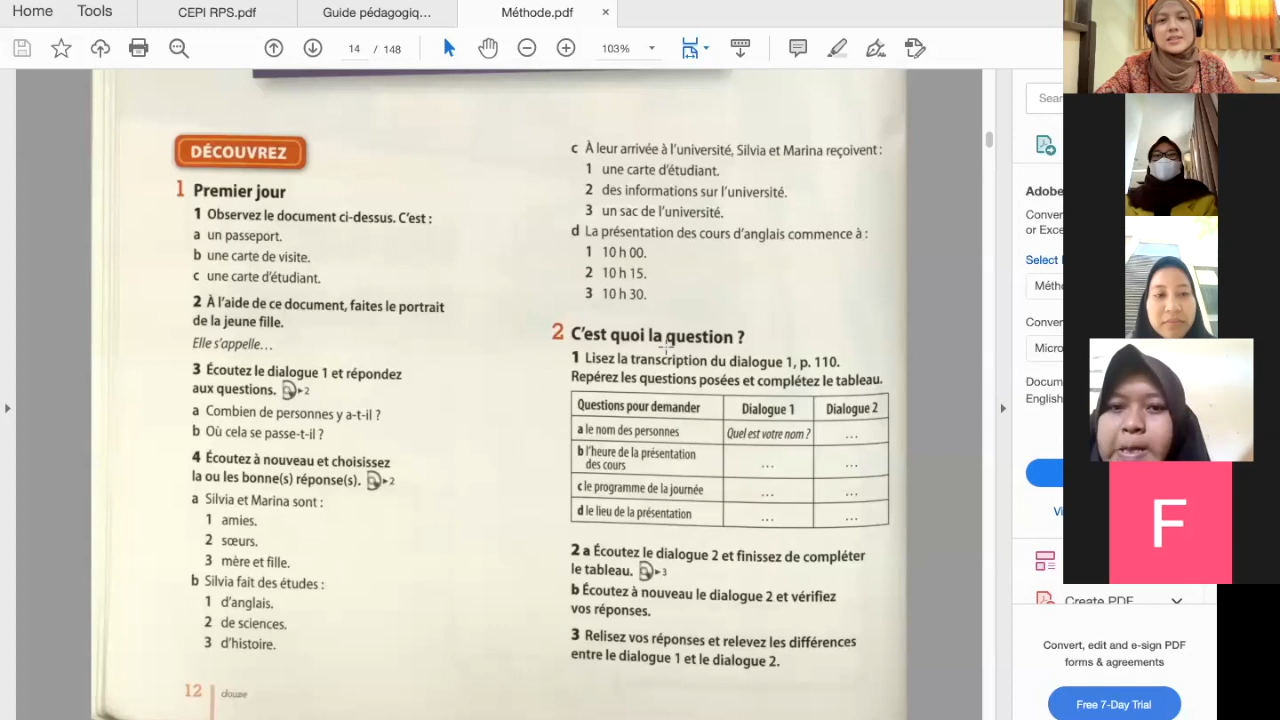 Home Tools CEPI RPS.pdf Guide pédagogiq... Méthode.pdf ×
14 / 148 103%
DÉCOUVREZ
1 Premier jour
1 Observez le document ci-dessus. C'est :
a un passeport.
b une carte de visite.
c une carte d'étudiant.
2 À l'aide de ce document, faites le portrait
de la jeune fille.
Elle s'appelle...
3 Écoutez le dialogue 1 et répondez
aux questions. ▸2
a Combien de personnes y a-t-il ?
b Où cela se passe-t-il ?
4 Écoutez à nouveau et choisissez
la ou les bonne(s) réponse(s). ▸2
a Silvia et Marina sont :
1 amies.
2 sœurs.
3 mère et fille.
b Silvia fait des études :
1 d'anglais.
2 de sciences.
3 d'histoire.
12 douze
c À leur arrivée à l'université, Silvia et Marina reçoivent :
1 une carte d'étudiant.
2 des informations sur l'université.
3 un sac de l'université.
d La présentation des cours d'anglais commence à :
1 10 h 00.
2 10 h 15.
3 10 h 30.
2 C'est quoi la question ?
1 Lisez la transcription du dialogue 1, p. 110.
Repérez les questions posées et complétez le tableau.
Questions pour demander Dialogue 1 Dialogue 2
a le nom des personnes Quel est votre nom ? ...
b l'heure de la présentation
des cours ... ...
c le programme de la journée ... ...
d le lieu de la présentation ... ...
2 a Écoutez le dialogue 2 et finissez de compléter
le tableau. ▸3
b Écoutez à nouveau le dialogue 2 et vérifiez
vos réponses.
3 Relisez vos réponses et relevez les différences
entre le dialogue 1 et le dialogue 2.
Sear
Adobe
Conver
or Exce
Select
Métho
Conver
Micro
Docum
English
Create PDF
Convert, edit and e-sign PDF
forms & agreements
Free 7-Day Trial
F